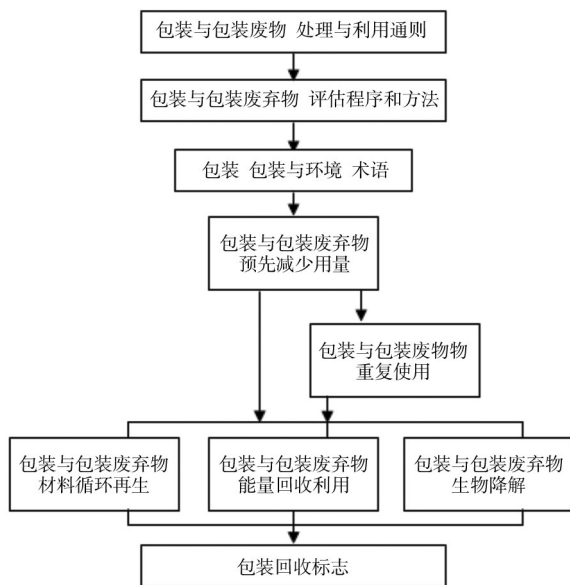 包装与包装废物 处理与利用通则
包装与包装废弃物 评估程序和方法
包装 包装与环境 术语
包装与包装废弃物
预先减少用量
包装与包装废物物
重复使用
包装与包装废弃物
材料循环再生
包装与包装废弃物
能量回收利用
包装与包装废弃物
生物降解
包装回收标志